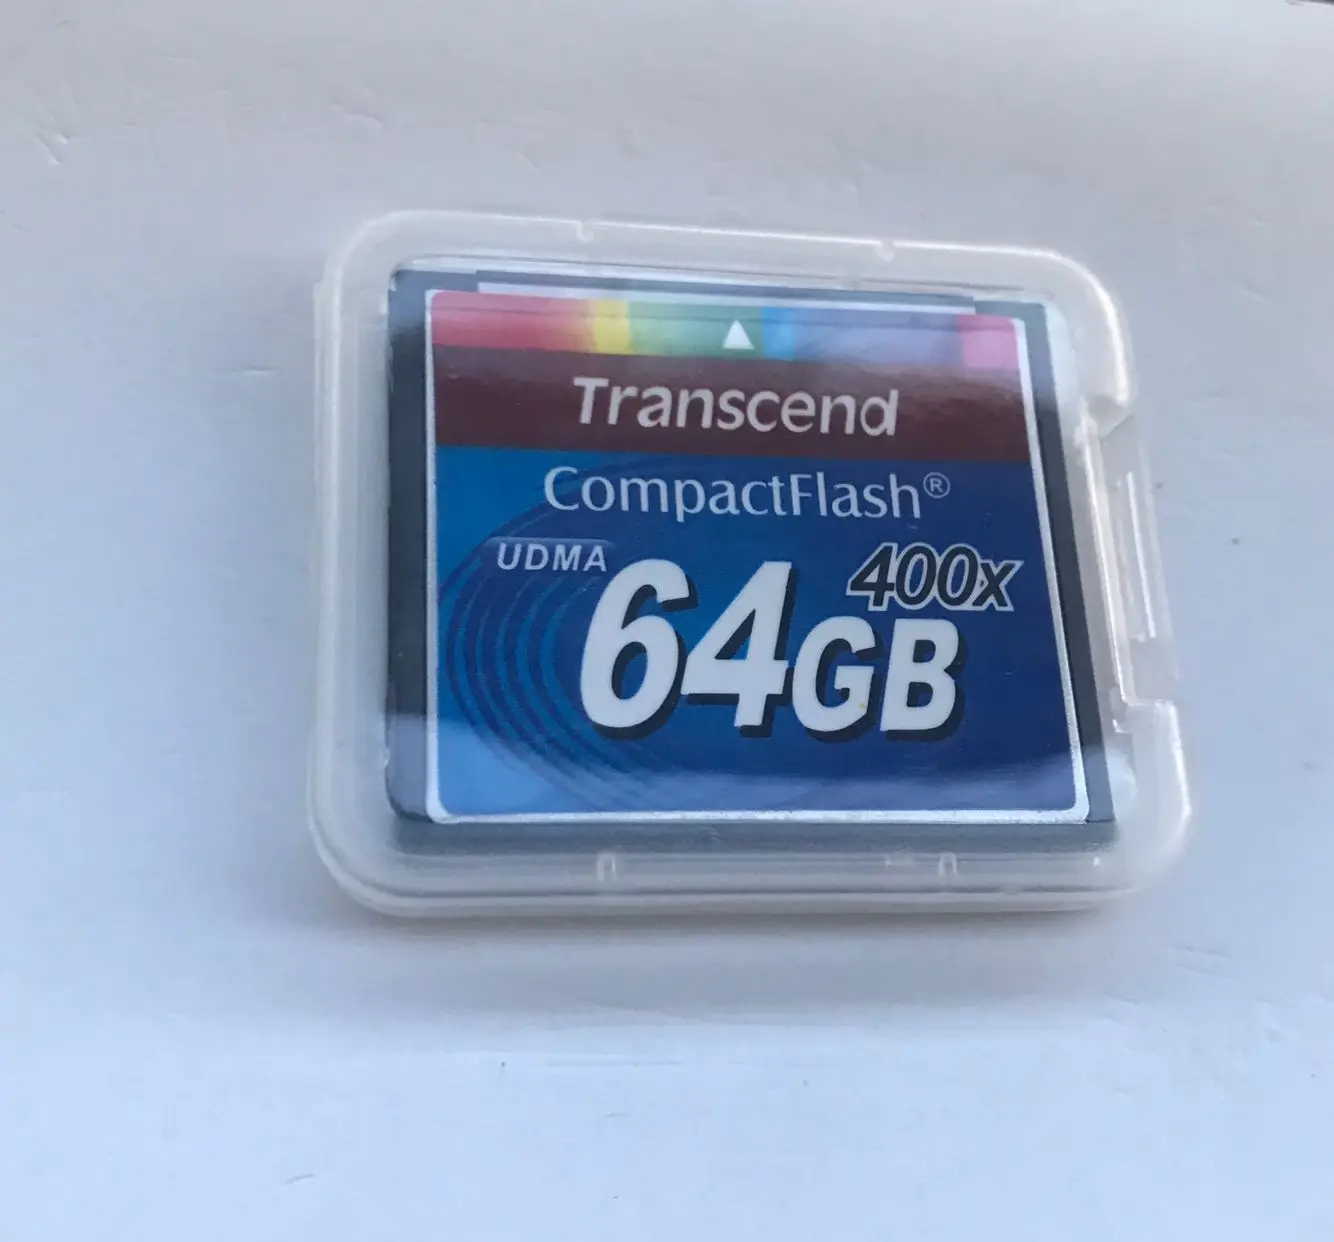 Transcend
CompactFlash®
UDMA
400x
64GB